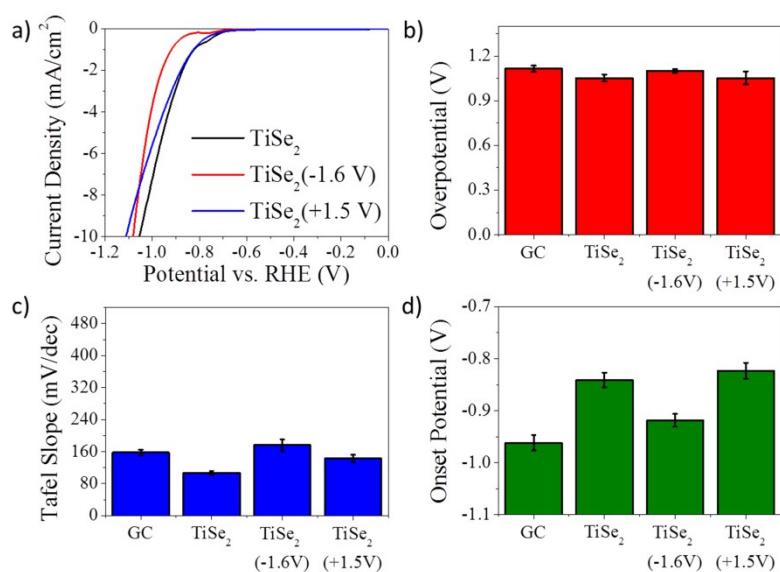 a)
Current Density (mA/cm²)
0
-2
-4
-6
-8
-10
TiSe₂
TiSe₂(-1.6 V)
TiSe₂(+1.5 V)
-1.2 -1.0 -0.8 -0.6 -0.4 -0.2 0.0
Potential vs. RHE (V)
b)
Overpotential (V)
1.2
0.9
0.6
0.3
0.0
GC TiSe₂ TiSe₂ TiSe₂
(-1.6V) (+1.5V)
c)
Tafel Slope (mV/dec)
480
400
320
240
160
80
0
GC TiSe₂ TiSe₂ TiSe₂
(-1.6V) (+1.5V)
d)
Onset Potential (V)
-0.7
-0.8
-0.9
-1.0
-1.1
GC TiSe₂ TiSe₂ TiSe₂
(-1.6V) (+1.5V)